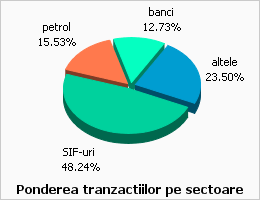 banci
12.73%
petrol
15.53%
altele
23.50%
SIF-uri
48.24%
Ponderea tranzactiilor pe sectoare